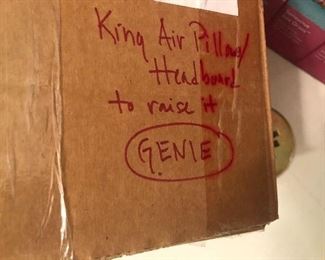 King Air Pillow/
Headboard
to raise it
GENIE